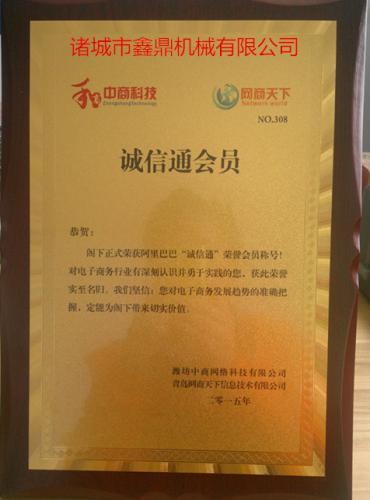 诸城市鑫鼎机械有限公司
中商科技
ZhongshangTechnology
网商天下
Network world
NO.308
诚信通会员
恭贺：
阁下正式荣获阿里巴巴“诚信通”荣誉会员称号！
对电子商务行业有深刻认识并勇于实践的您，获此荣誉
实至名归。我们坚信：您对电子商务发展趋势的准确把
握，定能为阁下带来切实价值。
潍坊中商网络科技有限公司
青岛网商天下信息技术有限公司
二零一五年